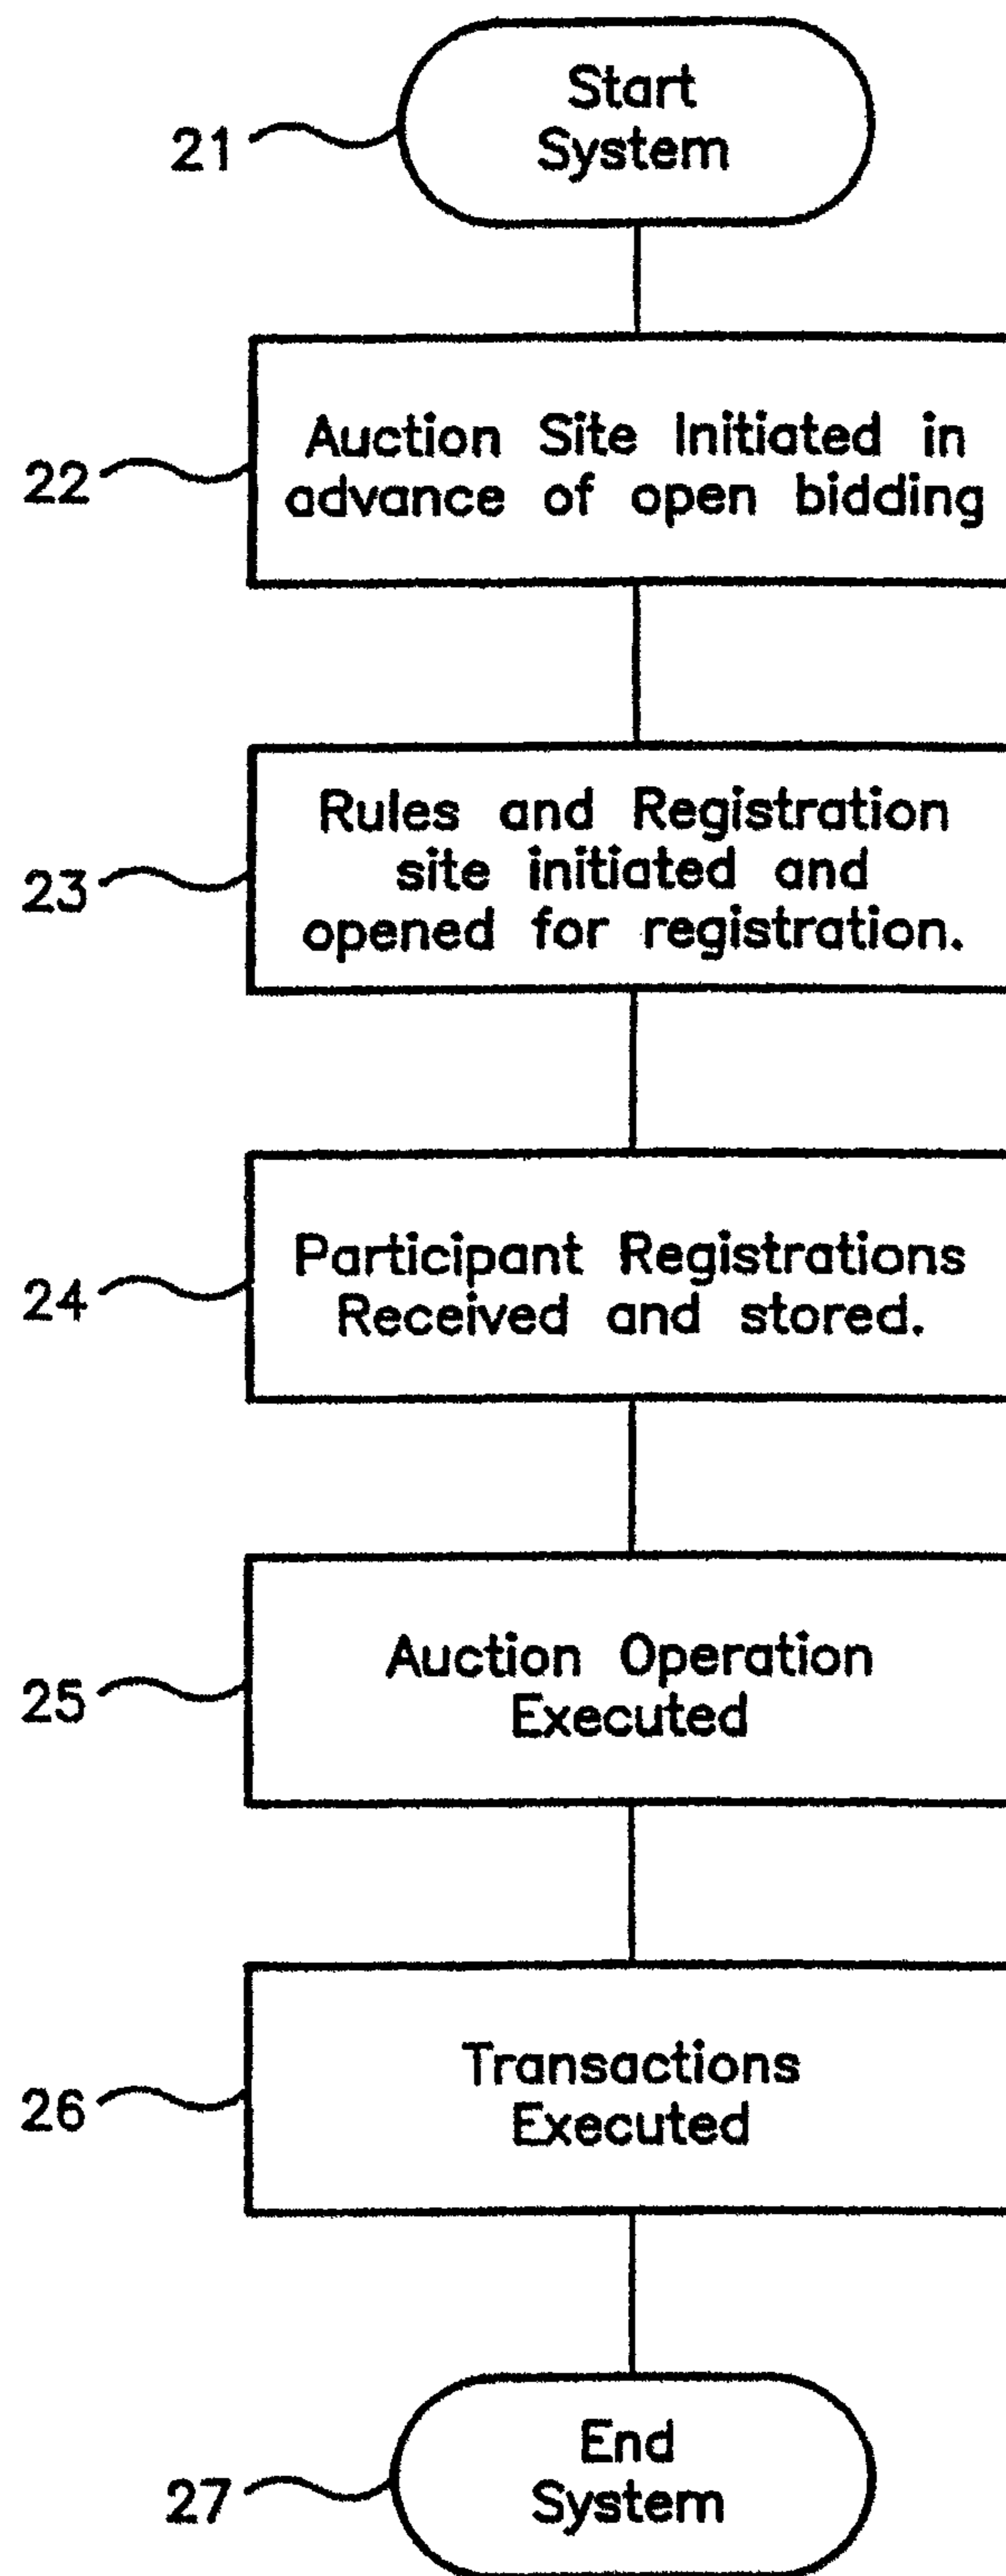 Start
System
21
Auction Site Initiated in
advance of open bidding
22
Rules and Registration
site initiated and
opened for registration.
23
Participant Registrations
Received and stored.
24
Auction Operation
Executed
25
Transactions
Executed
26
End
System
27